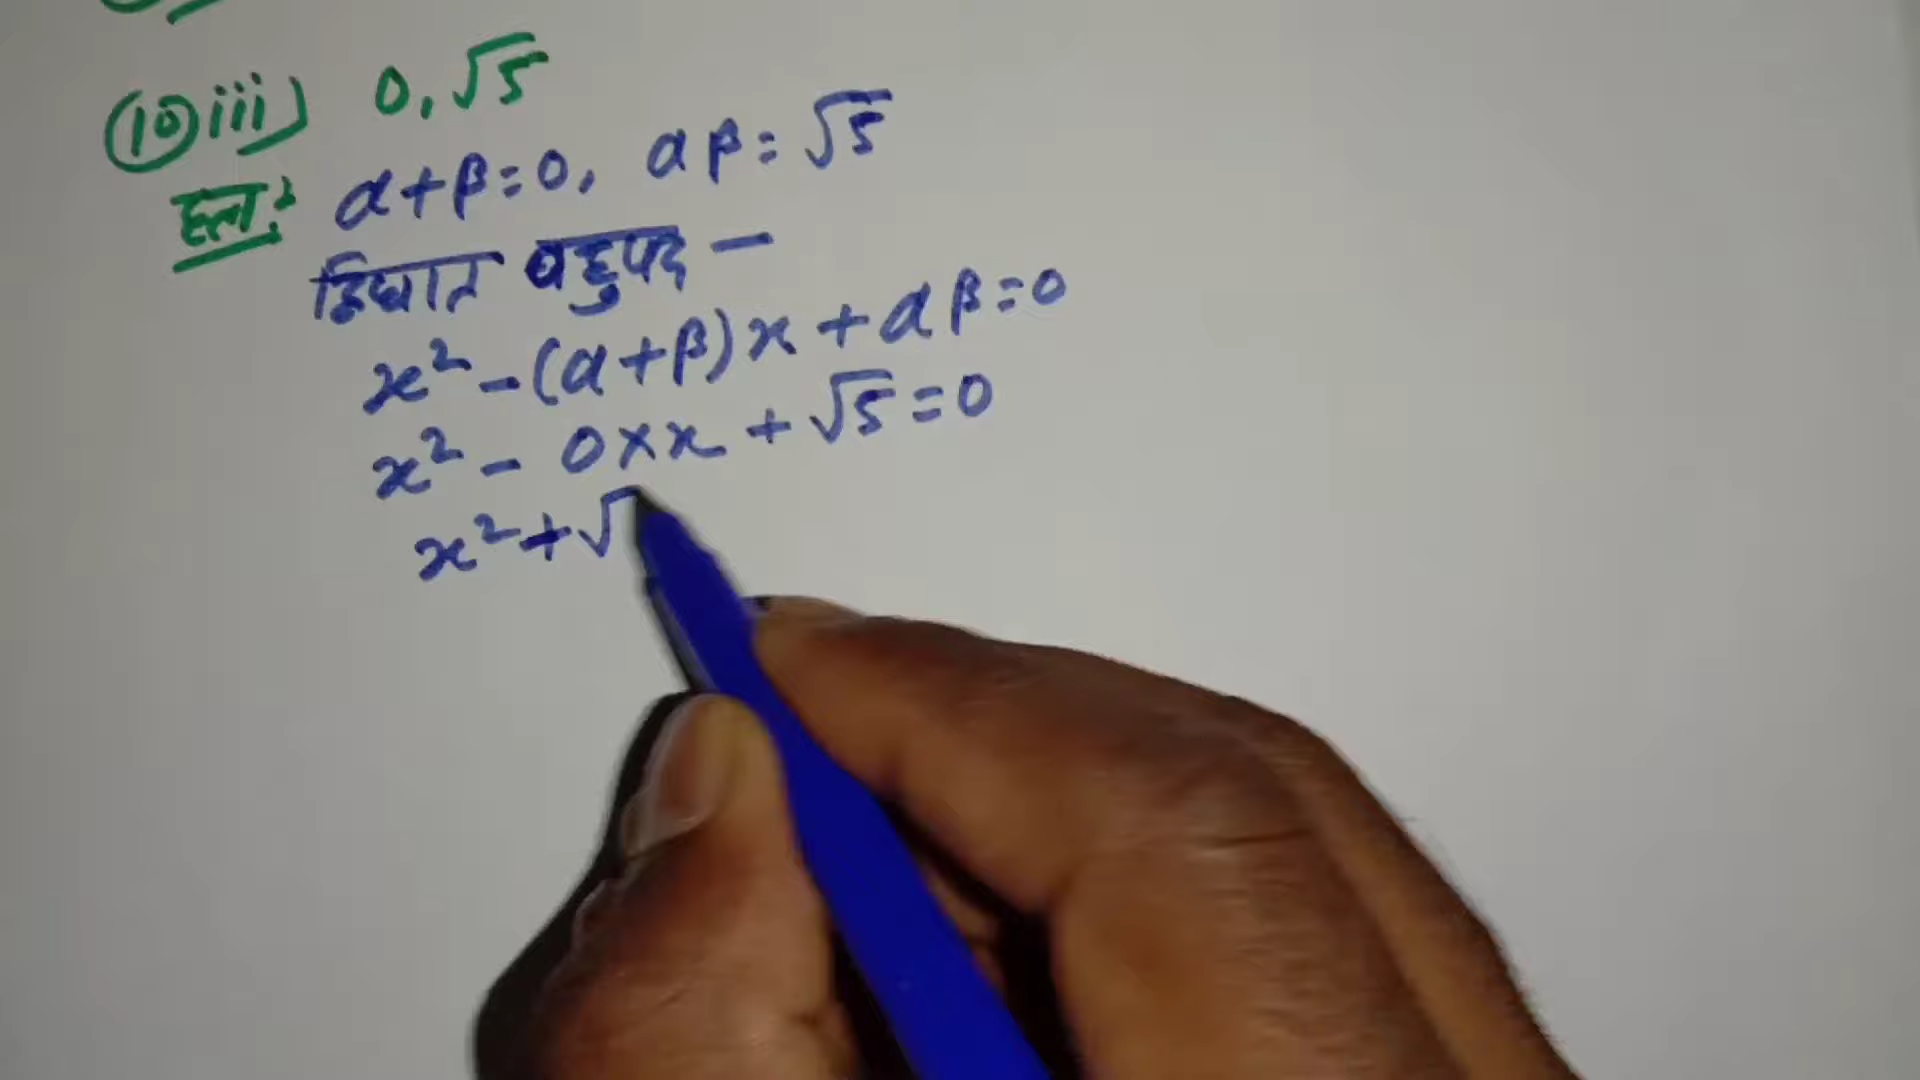 (10) iii) 0, √5
हल:- α+β=0, αβ=√5
द्विघात बहुपद —
x² - (α+β)x + αβ=0
x² - 0×x + √5=0
x² + √